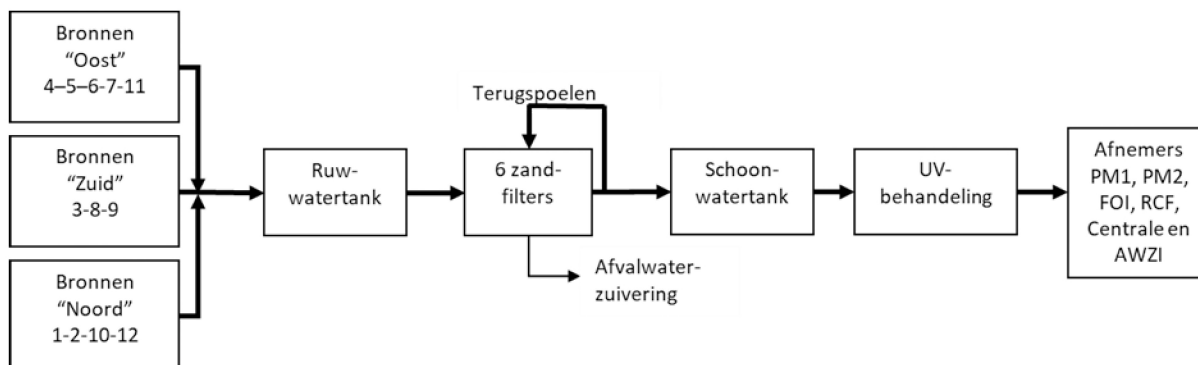 Bronnen
“Oost”
4–5–6-7-11
Bronnen
“Zuid”
3-8-9
Bronnen
“Noord”
1-2-10-12
Ruw-
watertank
Terugspoelen
6 zand-
filters
Afvalwater-
zuivering
Schoon-
watertank
UV-
behandeling
Afnemers
PM1, PM2,
FOI, RCF,
Centrale en
AWZI